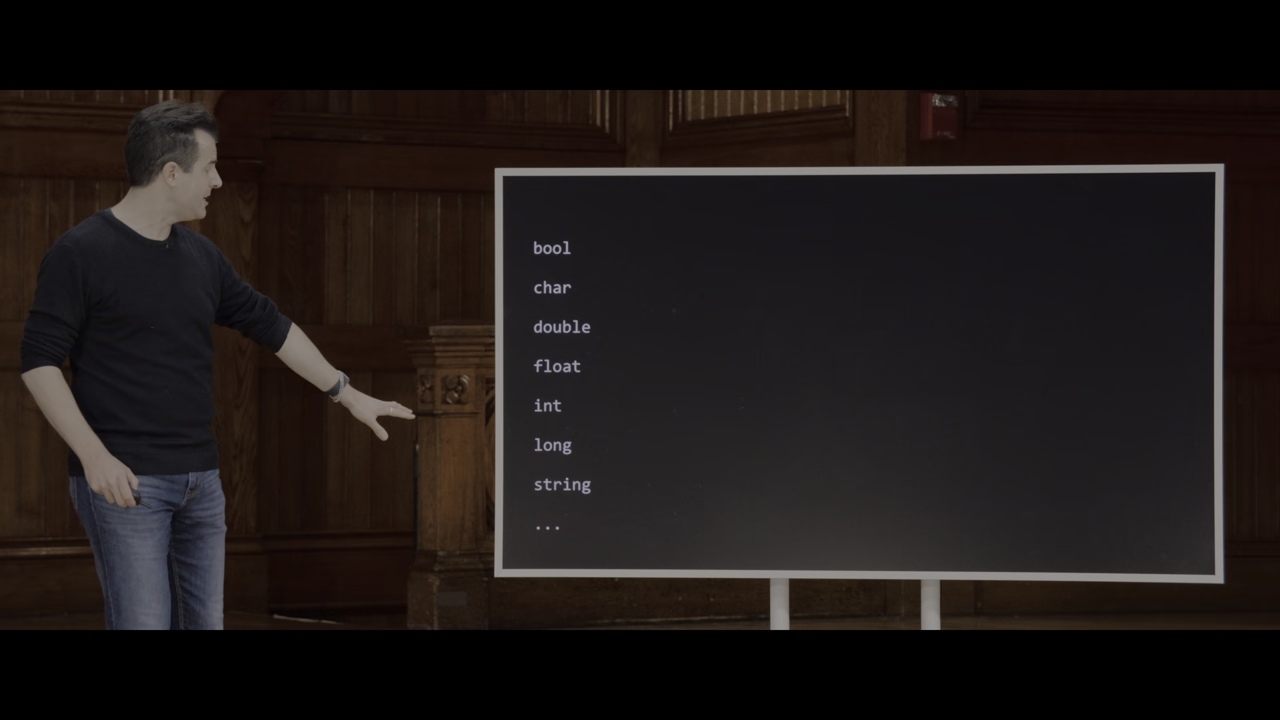 bool
char
double
float
int
long
string
...